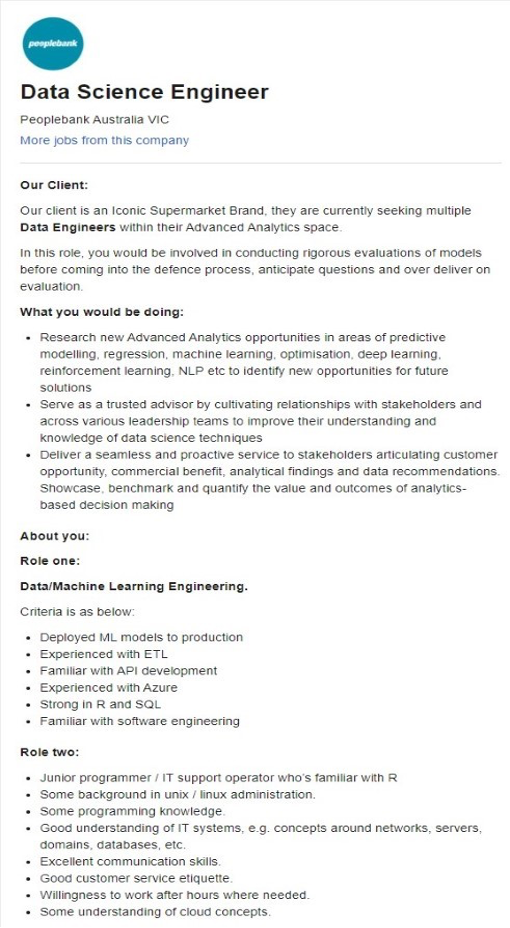 peoplebank
Data Science Engineer
Peoplebank Australia VIC
More jobs from this company
Our Client:
Our client is an Iconic Supermarket Brand, they are currently seeking multiple
Data Engineers within their Advanced Analytics space.
In this role, you would be involved in conducting rigorous evaluations of models
before coming into the defence process, anticipate questions and over deliver on
evaluation.
What you would be doing:
• Research new Advanced Analytics opportunities in areas of predictive
modelling, regression, machine learning, optimisation, deep learning,
reinforcement learning, NLP etc to identify new opportunities for future
solutions
• Serve as a trusted advisor by cultivating relationships with stakeholders and
across various leadership teams to improve their understanding and
knowledge of data science techniques
• Deliver a seamless and proactive service to stakeholders articulating customer
opportunity, commercial benefit, analytical findings and data recommendations.
Showcase, benchmark and quantify the value and outcomes of analytics-
based decision making
About you:
Role one:
Data/Machine Learning Engineering.
Criteria is as below:
• Deployed ML models to production
• Experienced with ETL
• Familiar with API development
• Experienced with Azure
• Strong in R and SQL
• Familiar with software engineering
Role two:
• Junior programmer / IT support operator who's familiar with R
• Some background in unix / linux administration.
• Some programming knowledge.
• Good understanding of IT systems, e.g. concepts around networks, servers,
domains, databases, etc.
• Excellent communication skills.
• Good customer service etiquette.
• Willingness to work after hours where needed.
• Some understanding of cloud concepts.